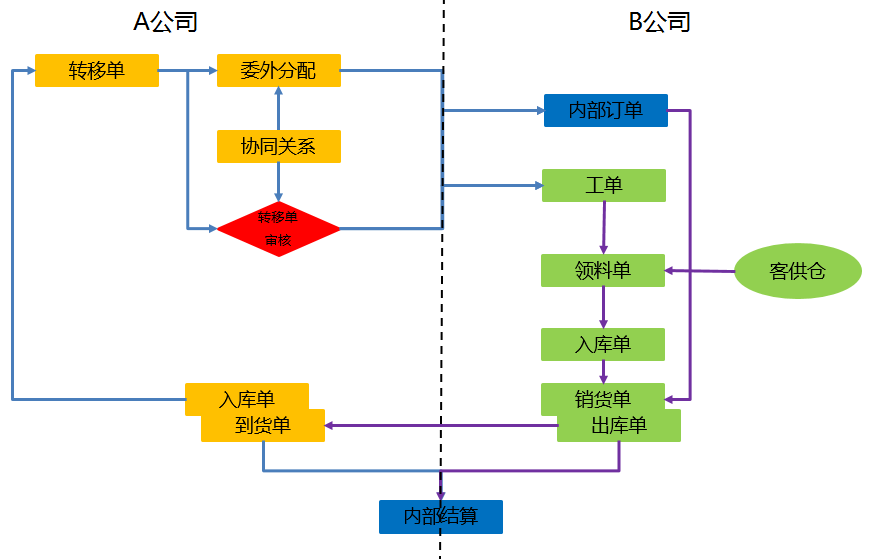 A公司
B公司
转移单
委外分配
内部订单
协同关系
工单
转移单
审核
领料单
客供仓
入库单
入库单
销货单
到货单
出库单
内部结算